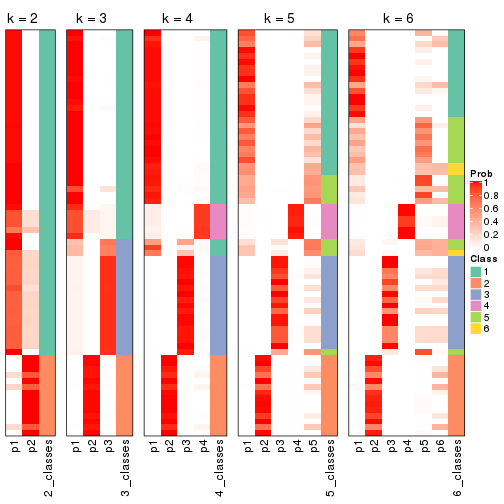 k = 2
k = 3
k = 4
k = 5
k = 6
Prob
1
0.8
0.6
0.4
0.2
0
Class
1
2
3
4
5
6
p1
p2
2_classes
p1
p2
p3
3_classes
p1
p2
p3
p4
4_classes
p1
p2
p3
p4
p5
5_classes
p1
p2
p3
p4
p5
p6
6_classes